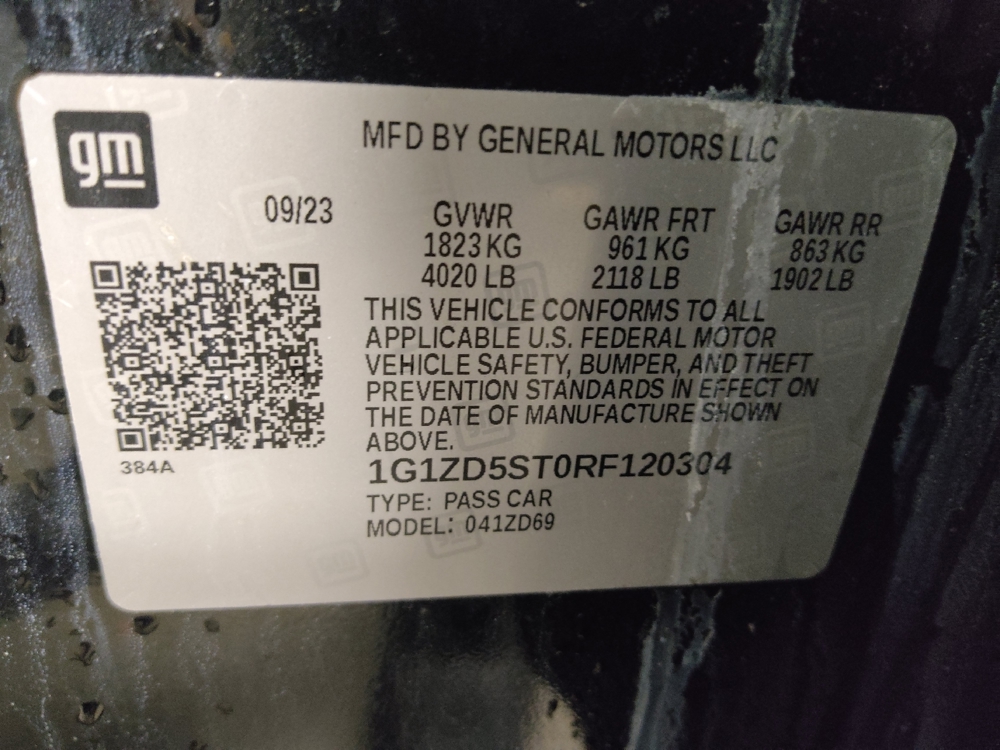 gm
MFD BY GENERAL MOTORS LLC
09/23 GVWR GAWR FRT GAWR RR
1823 KG 961 KG 863 KG
4020 LB 2118 LB 1902 LB
THIS VEHICLE CONFORMS TO ALL
APPLICABLE U.S. FEDERAL MOTOR
VEHICLE SAFETY, BUMPER, AND THEFT
PREVENTION STANDARDS IN EFFECT ON
THE DATE OF MANUFACTURE SHOWN
ABOVE.
384A
1G1ZD5ST0RF120304
TYPE: PASS CAR
MODEL: 041ZD69